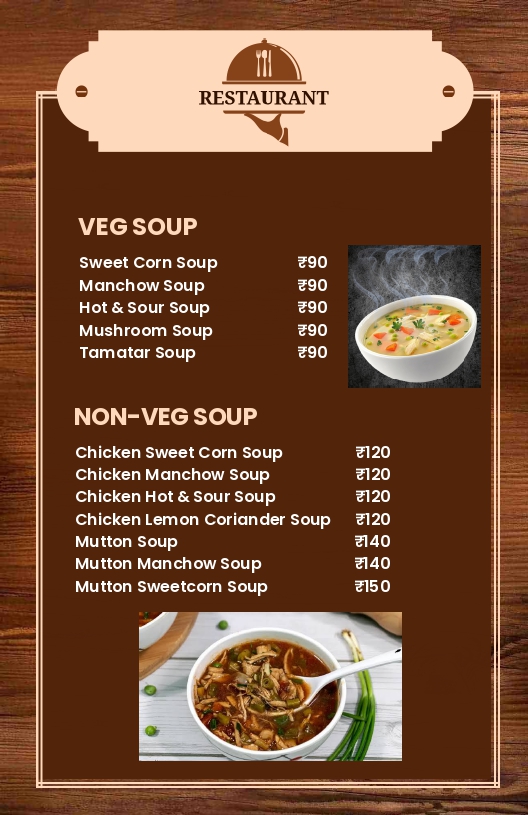 RESTAURANT
VEG SOUP
Sweet Corn Soup ₹90
Manchow Soup ₹90
Hot & Sour Soup ₹90
Mushroom Soup ₹90
Tamatar Soup ₹90
NON-VEG SOUP
Chicken Sweet Corn Soup ₹120
Chicken Manchow Soup ₹120
Chicken Hot & Sour Soup ₹120
Chicken Lemon Coriander Soup ₹120
Mutton Soup ₹140
Mutton Manchow Soup ₹140
Mutton Sweetcorn Soup ₹150